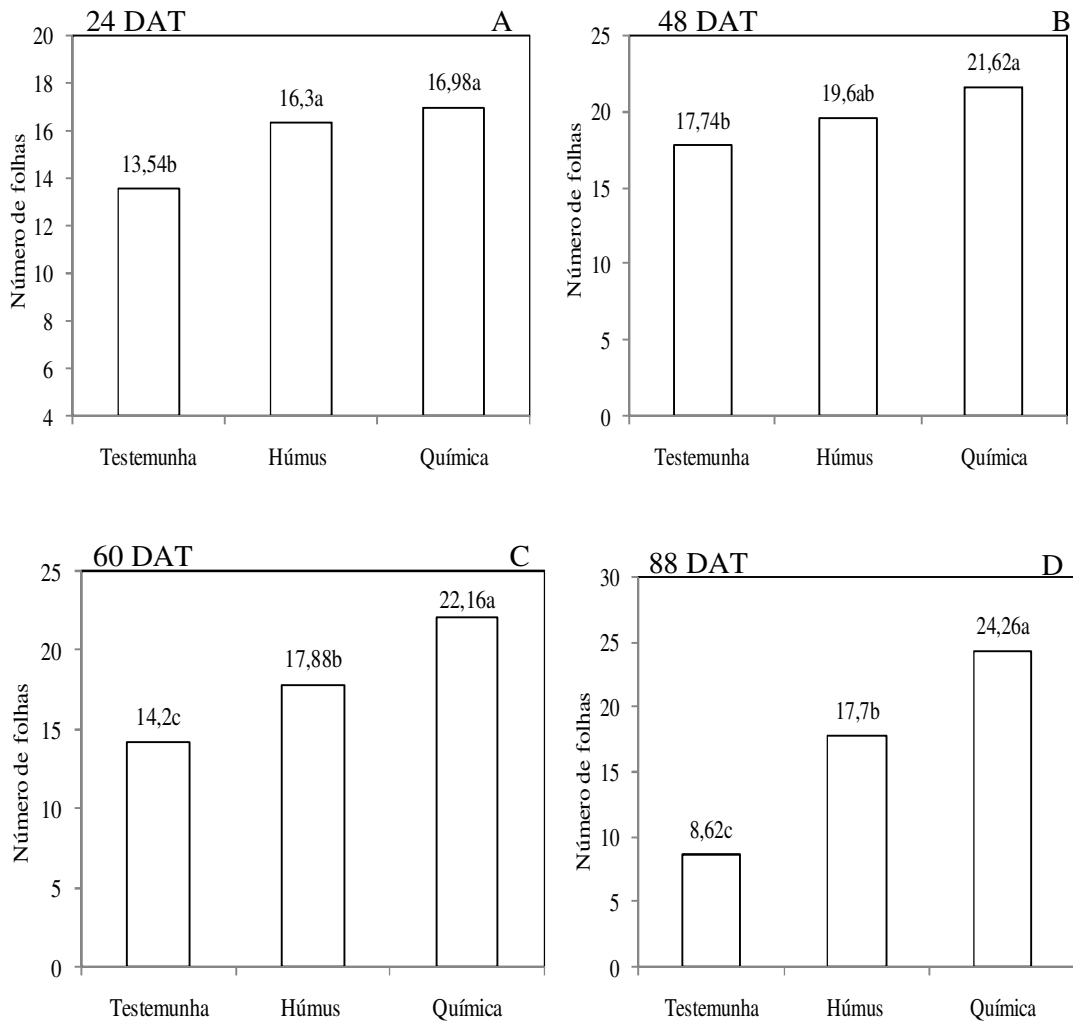 24 DAT A
20
18
16
14
12
10
8
6
4
Número de folhas
13,54b
16,3a
16,98a
Testemunha Húmus Química
48 DAT B
25
20
15
10
5
0
Número de folhas
17,74b
19,6ab
21,62a
Testemunha Húmus Química
60 DAT C
25
20
15
10
5
0
Número de folhas
14,2c
17,88b
22,16a
Testemunha Húmus Química
88 DAT D
30
25
20
15
10
5
0
Número de folhas
8,62c
17,7b
24,26a
Testemunha Húmus Química